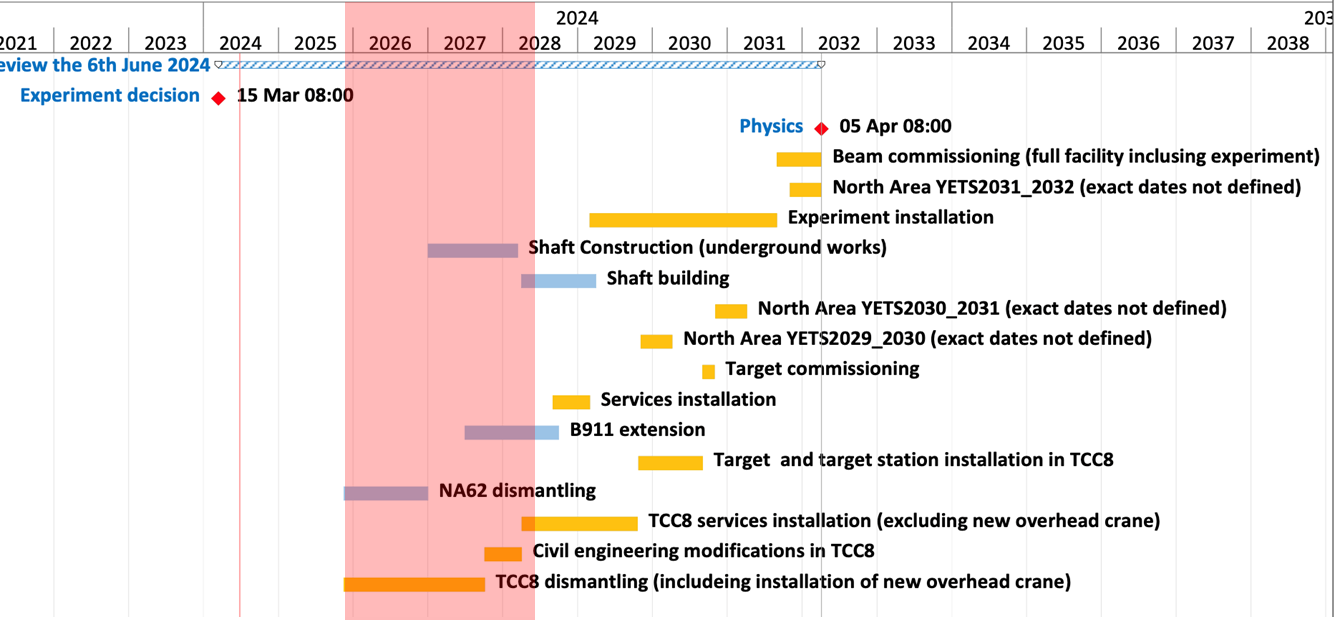 2024 203
2021 2022 2023 2024 2025 2026 2027 2028 2029 2030 2031 2032 2033 2034 2035 2036 2037 2038
eview the 6th June 2024
Experiment decision 15 Mar 08:00
Physics 05 Apr 08:00
Beam commissioning (full facility inclusing experiment)
North Area YETS2031_2032 (exact dates not defined)
Experiment installation
Shaft Construction (underground works)
Shaft building
North Area YETS2030_2031 (exact dates not defined)
North Area YETS2029_2030 (exact dates not defined)
Target commissioning
Services installation
B911 extension
Target and target station installation in TCC8
NA62 dismantling
TCC8 services installation (excluding new overhead crane)
Civil engineering modifications in TCC8
TCC8 dismantling (includeing installation of new overhead crane)